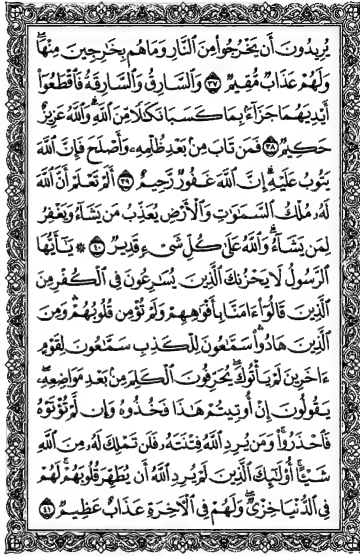 يُرِيدُونَ أَن يَخْرُجُوا۟ مِنَ ٱلنَّارِ وَمَا هُم بِخَـٰرِجِينَ مِنْهَا ۖ
وَلَهُمْ عَذَابٌ مُّقِيمٌ ٣٧ وَٱلسَّارِقُ وَٱلسَّارِقَةُ فَٱقْطَعُوٓا۟
أَيْدِيَهُمَا جَزَآءًۢ بِمَا كَسَبَا نَكَـٰلًا مِّنَ ٱللَّهِ ۗ وَٱللَّهُ عَزِيزٌ
حَكِيمٌ ٣٨ فَمَن تَابَ مِنۢ بَعْدِ ظُلْمِهِۦ وَأَصْلَحَ فَإِنَّ ٱللَّهَ
يَتُوبُ عَلَيْهِ ۗ إِنَّ ٱللَّهَ غَفُورٌ رَّحِيمٌ ٣٩ أَلَمْ تَعْلَمْ أَنَّ ٱللَّهَ
لَهُۥ مُلْكُ ٱلسَّمَـٰوَٰتِ وَٱلْأَرْضِ يُعَذِّبُ مَن يَشَآءُ وَيَغْفِرُ
لِمَن يَشَآءُ ۗ وَٱللَّهُ عَلَىٰ كُلِّ شَىْءٍ قَدِيرٌ ٤٠ ۞ يَـٰٓأَيُّهَا
ٱلرَّسُولُ لَا يَحْزُنكَ ٱلَّذِينَ يُسَـٰرِعُونَ فِى ٱلْكُفْرِ مِنَ
ٱلَّذِينَ قَالُوٓا۟ ءَامَنَّا بِأَفْوَٰهِهِمْ وَلَمْ تُؤْمِن قُلُوبُهُمْ ۛ وَمِنَ
ٱلَّذِينَ هَادُوا۟ ۛ سَمَّـٰعُونَ لِلْكَذِبِ سَمَّـٰعُونَ لِقَوْمٍ
ءَاخَرِينَ لَمْ يَأْتُوكَ ۖ يُحَرِّفُونَ ٱلْكَلِمَ مِنۢ بَعْدِ مَوَاضِعِهِۦ ۖ
يَقُولُونَ إِنْ أُوتِيتُمْ هَـٰذَا فَخُذُوهُ وَإِن لَّمْ تُؤْتَوْهُ
فَٱحْذَرُوا۟ ۚ وَمَن يُرِدِ ٱللَّهُ فِتْنَتَهُۥ فَلَن تَمْلِكَ لَهُۥ مِنَ ٱللَّهِ
شَيْـًٔا ۚ أُو۟لَـٰٓئِكَ ٱلَّذِينَ لَمْ يُرِدِ ٱللَّهُ أَن يُطَهِّرَ قُلُوبَهُمْ ۚ لَهُمْ
فِى ٱلدُّنْيَا خِزْىٌ ۖ وَلَهُمْ فِى ٱلْـَٔاخِرَةِ عَذَابٌ عَظِيمٌ ٤١